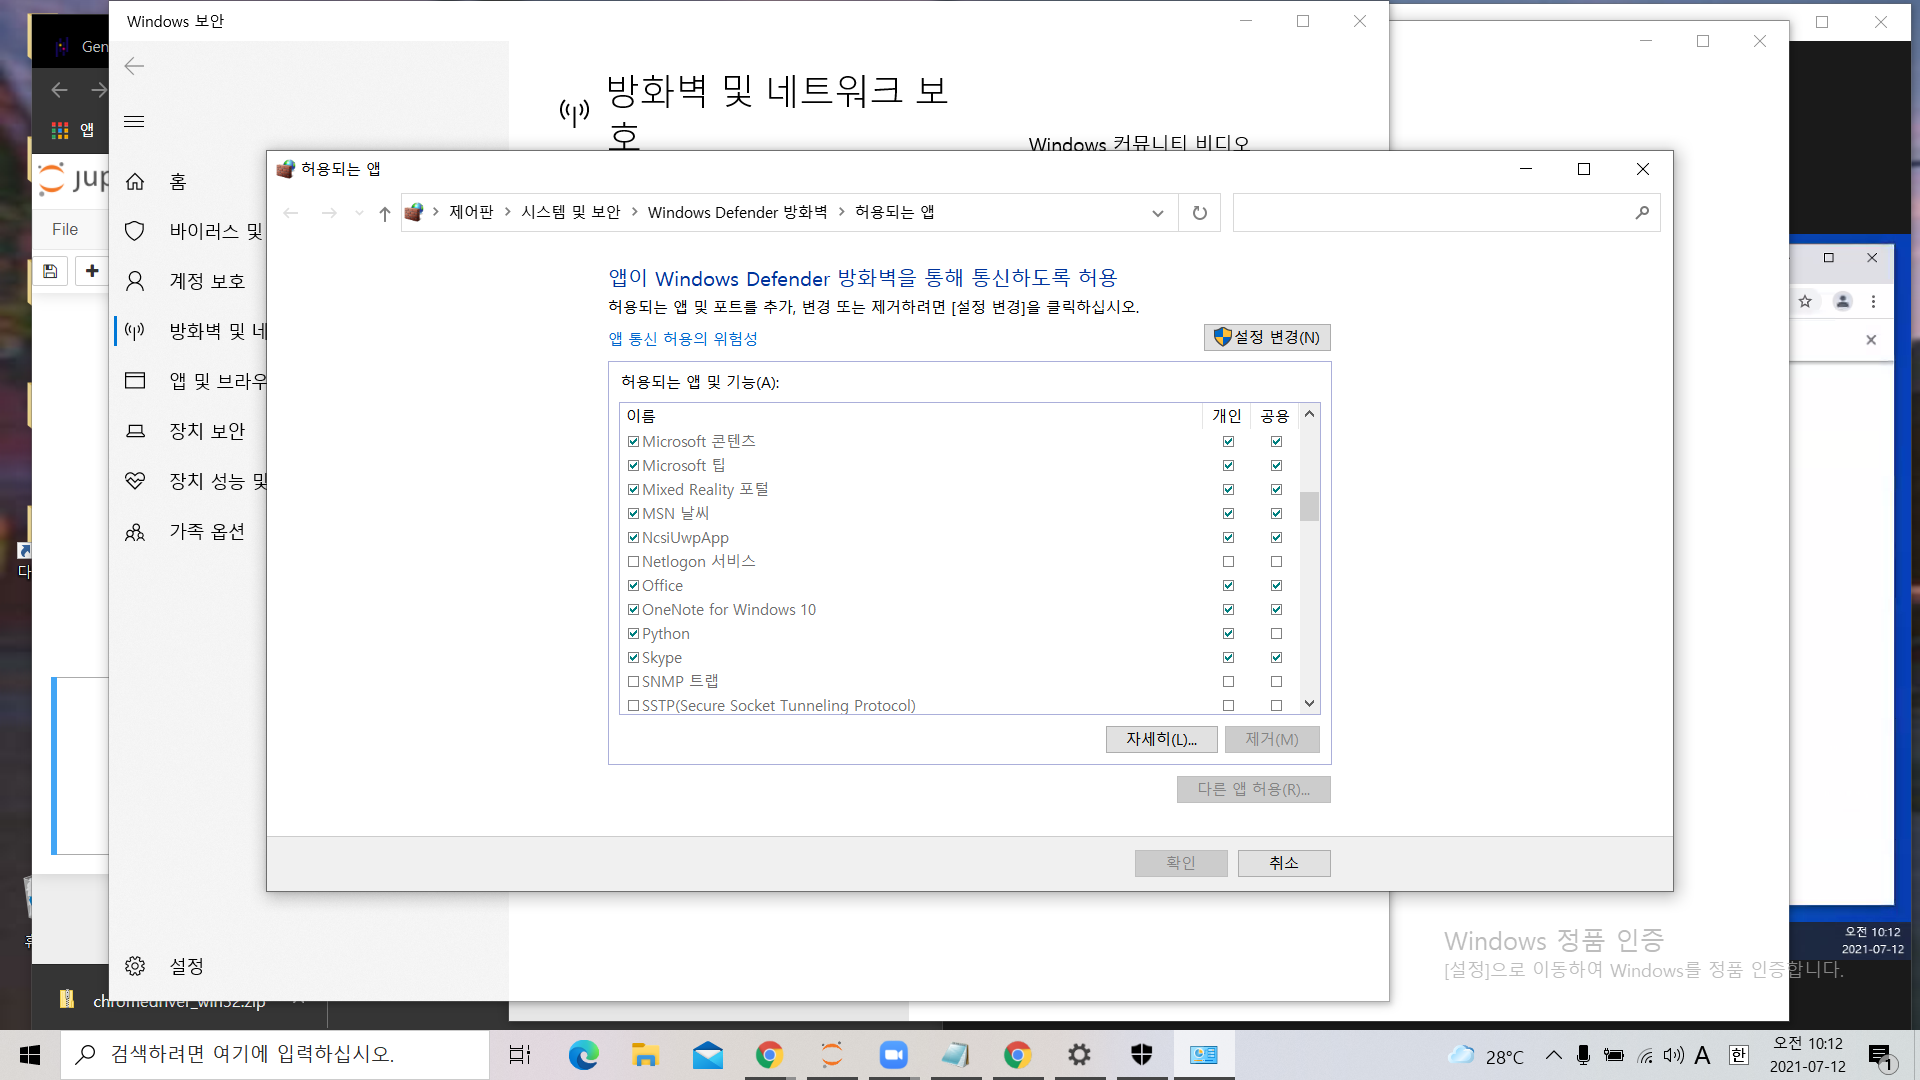 Windows 보안
Gen
앱
jup
File
홈
바이러스 및
계정 보호
방화벽 및 네
앱 및 브라우
장치 보안
장치 성능 및
가족 옵션
설정
방화벽 및 네트워크 보
호
Windows 커뮤니티 비디오
허용되는 앱
제어판 > 시스템 및 보안 > Windows Defender 방화벽 > 허용되는 앱
앱이 Windows Defender 방화벽을 통해 통신하도록 허용
허용되는 앱 및 포트를 추가, 변경 또는 제거하려면 [설정 변경]을 클릭하십시오.
앱 통신 허용의 위험성
설정 변경(N)
허용되는 앱 및 기능(A):
이름 개인 공용
Microsoft 콘텐츠
Microsoft 팁
Mixed Reality 포털
MSN 날씨
NcsiUwpApp
Netlogon 서비스
Office
OneNote for Windows 10
Python
Skype
SNMP 트랩
SSTP(Secure Socket Tunneling Protocol)
자세히(L)... 제거(M)
다른 앱 허용(R)...
확인 취소
오전 10:12
2021-07-12
Windows 정품 인증
[설정]으로 이동하여 Windows를 정품 인증합니다.
chromedriver_win32.zip
검색하려면 여기에 입력하십시오.
28°C
A
한
오전 10:12
2021-07-12
1